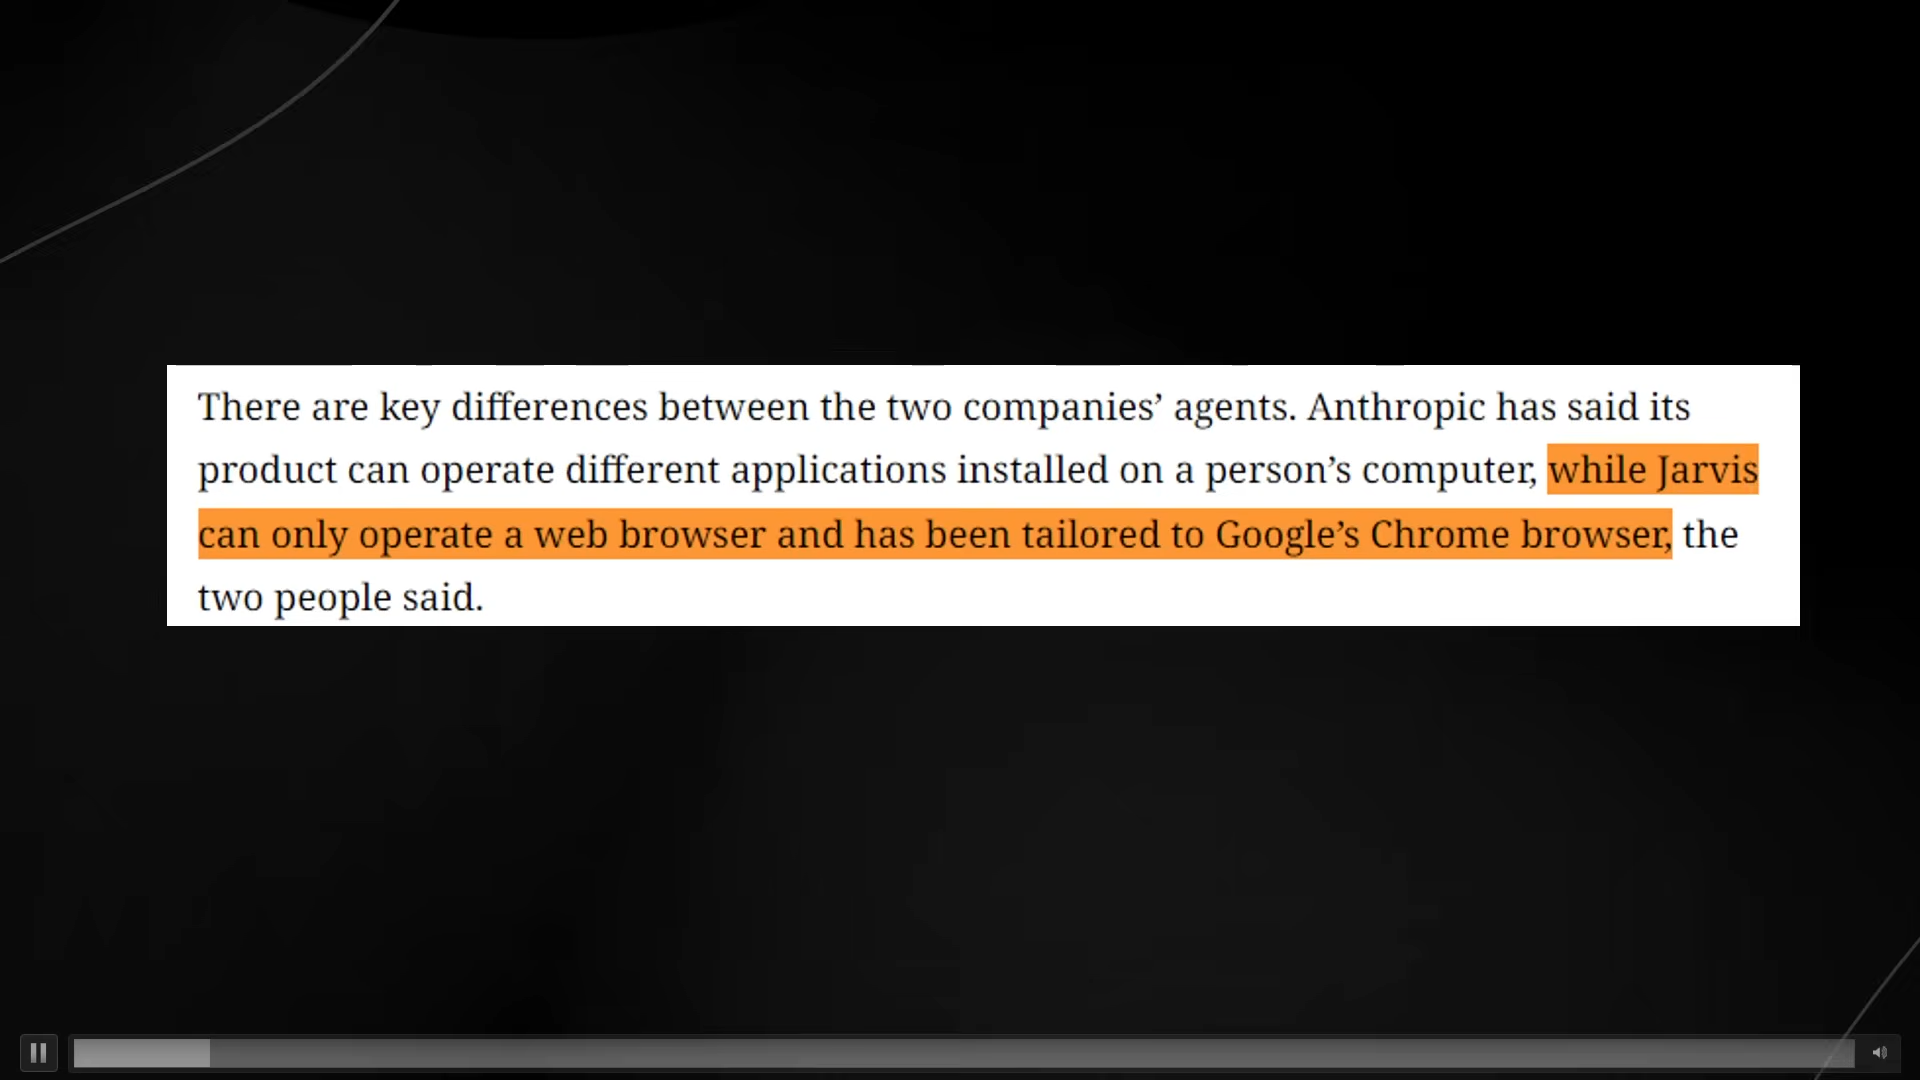 There are key differences between the two companies’ agents. Anthropic has said its
product can operate different applications installed on a person’s computer, while Jarvis
can only operate a web browser and has been tailored to Google’s Chrome browser, the
two people said.